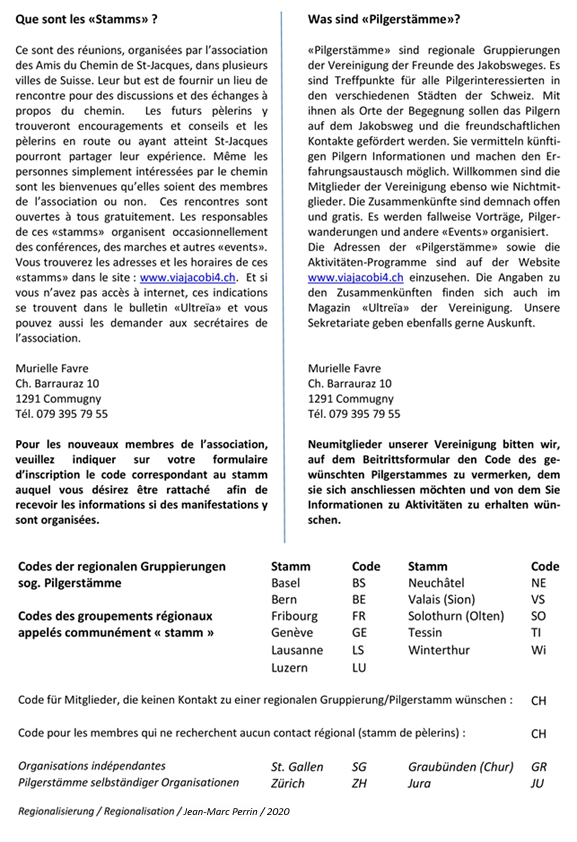 Que sont les «Stamms» ?
Ce sont des réunions, organisées par l’association
des Amis du Chemin de St-Jacques, dans plusieurs
villes de Suisse. Leur but est de fournir un lieu de
rencontre pour des discussions et des échanges à
propos du chemin. Les futurs pèlerins y
trouveront encouragements et conseils et les
pèlerins en route ou ayant atteint St-Jacques
pourront partager leur expérience. Même les
personnes simplement intéressées par le chemin
sont les bienvenues qu’elles soient des membres
de l’association ou non. Ces rencontres sont
ouvertes à tous gratuitement. Les responsables
de ces «stamms» organisent occasionnellement
des conférences, des marches et autres «events».
Vous trouverez les adresses et les horaires de ces
«stamms» dans le site : www.viajacobi4.ch. Et si
vous n’avez pas accès à internet, ces indications
se trouvent dans le bulletin «Ultreïa» et vous
pouvez aussi les demander aux secrétaires de
l’association.
Murielle Favre
Ch. Barrauraz 10
1291 Commugny
Tél. 079 395 79 55
Pour les nouveaux membres de l’association,
veuillez indiquer sur votre formulaire
d’inscription le code correspondant au stamm
auquel vous désirez être rattaché afin de
recevoir les informations si des manifestations y
sont organisées.
Was sind «Pilgerstämme»?
«Pilgerstämme» sind regionale Gruppierungen
der Vereinigung der Freunde des Jakobsweges. Es
sind Treffpunkte für alle Pilgerinteressierten in
den verschiedenen Städten der Schweiz. Mit
ihnen als Orte der Begegnung sollen das Pilgern
auf dem Jakobsweg und die freundschaftlichen
Kontakte gefördert werden. Sie vermitteln künfti-
gen Pilgern Informationen und machen den Er-
fahrungsaustausch möglich. Willkommen sind die
Mitglieder der Vereinigung ebenso wie Nichtmit-
glieder. Die Zusammenkünfte sind demnach offen
und gratis. Es werden fallweise Vorträge, Pilger-
wanderungen und andere «Events» organisiert.
Die Adressen der «Pilgerstämme» sowie die
Aktivitäten-Programme sind auf der Website
www.viajacobi4.ch einzusehen. Die Angaben zu
den Zusammenkünften finden sich auch im
Magazin «Ultreïa» der Vereinigung. Unsere
Sekretariate geben ebenfalls gerne Auskunft.
Murielle Favre
Ch. Barrauraz 10
1291 Commugny
Tél. 079 395 79 55
Neumitglieder unserer Vereinigung bitten wir,
auf dem Beitrittsformular den Code des ge-
wünschten Pilgerstammes zu vermerken, dem
sie sich anschliessen möchten und von dem Sie
Informationen zu Aktivitäten zu erhalten wün-
schen.
Codes der regionalen Gruppierungen Stamm Code Stamm Code
sog. Pilgerstämme Basel BS Neuchâtel NE
Bern BE Valais (Sion) VS
Codes des groupements régionaux Fribourg FR Solothurn (Olten) SO
appelés communément « stamm » Genève GE Tessin TI
Lausanne LS Winterthur Wi
Luzern LU
Code für Mitglieder, die keinen Kontakt zu einer regionalen Gruppierung/Pilgerstamm wünschen : CH
Code pour les membres qui ne recherchent aucun contact régional (stamm de pèlerins) : CH
Organisations indépendantes St. Gallen SG Graubünden (Chur) GR
Pilgerstämme selbständiger Organisationen Zürich ZH Jura JU
Regionalisierung / Regionalisation / Jean-Marc Perrin / 2020